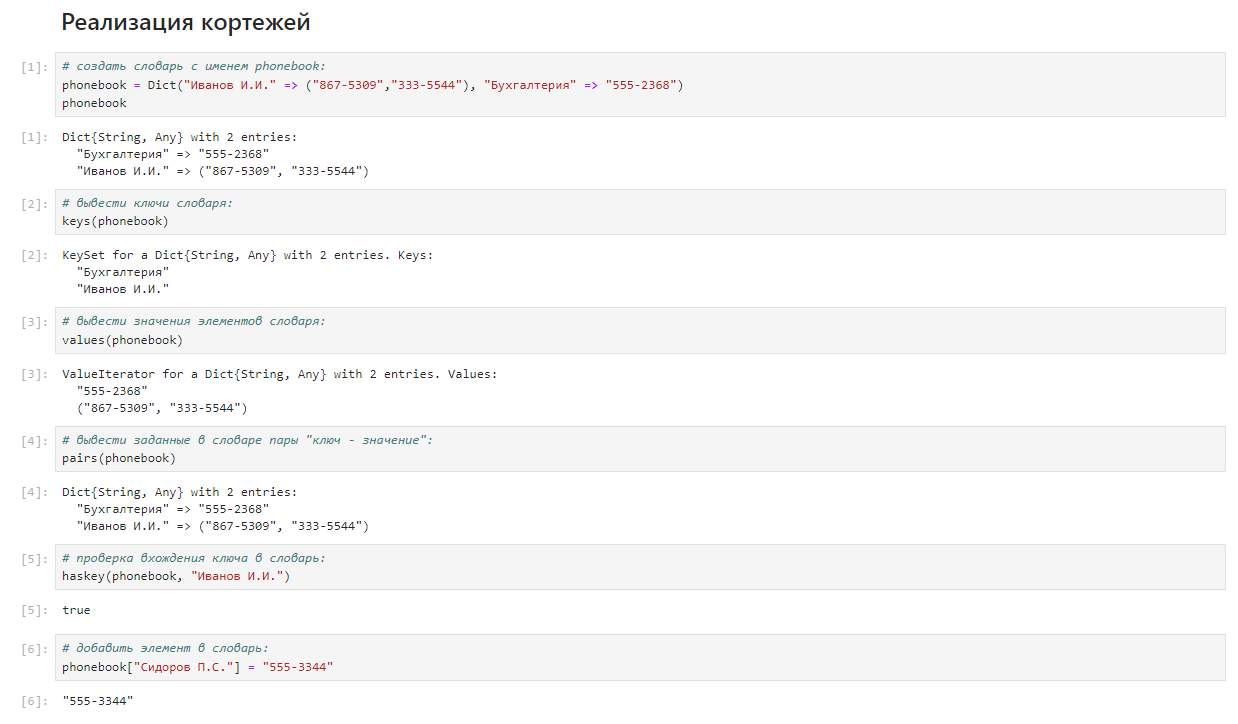 Реализация кортежей
[1]: # создать словарь с именем phonebook:
phonebook = Dict("Иванов И.И." => ("867-5309","333-5544"), "Бухгалтерия" => "555-2368")
phonebook
[1]: Dict{String, Any} with 2 entries:
  "Бухгалтерия" => "555-2368"
  "Иванов И.И." => ("867-5309", "333-5544")
[2]: # вывести ключи словаря:
keys(phonebook)
[2]: KeySet for a Dict{String, Any} with 2 entries. Keys:
  "Бухгалтерия"
  "Иванов И.И."
[3]: # вывести значения элементов словаря:
values(phonebook)
[3]: ValueIterator for a Dict{String, Any} with 2 entries. Values:
  "555-2368"
  ("867-5309", "333-5544")
[4]: # вывести заданные в словаре пары "ключ - значение":
pairs(phonebook)
[4]: Dict{String, Any} with 2 entries:
  "Бухгалтерия" => "555-2368"
  "Иванов И.И." => ("867-5309", "333-5544")
[5]: # проверка вхождения ключа в словарь:
haskey(phonebook, "Иванов И.И.")
[5]: true
[6]: # добавить элемент в словарь:
phonebook["Сидоров П.С."] = "555-3344"
[6]: "555-3344"